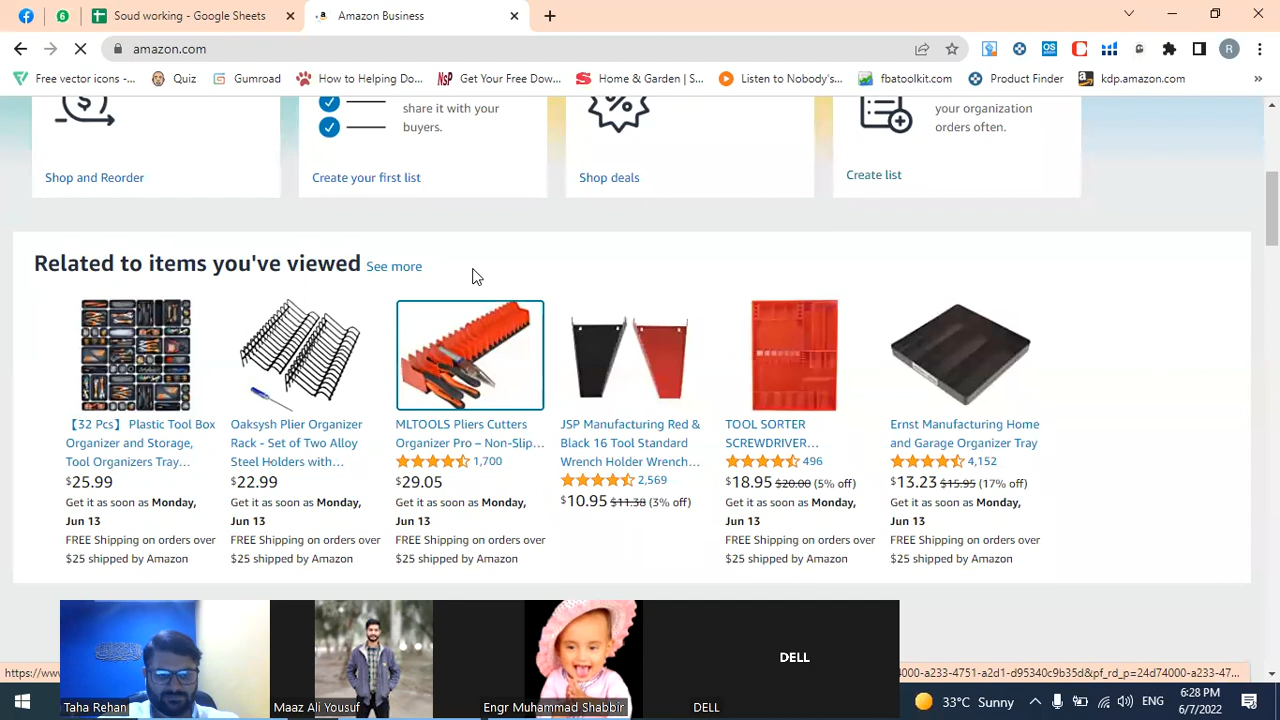 Soud working - Google Sheets
Amazon Business
amazon.com
R
Free vector icons -...
Quiz
Gumroad
How to Helping Do...
Get Your Free Dow...
Home & Garden | S...
Listen to Nobody's...
fbatoolkit.com
Product Finder
kdp.amazon.com
share it with your
buyers.
your organization
orders often.
Shop and Reorder
Create your first list
Shop deals
Create list
Related to items you've viewed See more
【32 Pcs】 Plastic Tool Box
Organizer and Storage,
Tool Organizers Tray...
$25.99
Get it as soon as Monday,
Jun 13
FREE Shipping on orders over
$25 shipped by Amazon
Oaksysh Plier Organizer
Rack - Set of Two Alloy
Steel Holders with...
$22.99
Get it as soon as Monday,
Jun 13
FREE Shipping on orders over
$25 shipped by Amazon
MLTOOLS Pliers Cutters
Organizer Pro – Non-Slip...
1,700
$29.05
Get it as soon as Monday,
Jun 13
FREE Shipping on orders over
$25 shipped by Amazon
JSP Manufacturing Red &
Black 16 Tool Standard
Wrench Holder Wrench...
2,569
$10.95 $11.38 (3% off)
TOOL SORTER
SCREWDRIVER...
496
$18.95 $20.00 (5% off)
Get it as soon as Monday,
Jun 13
FREE Shipping on orders over
$25 shipped by Amazon
Ernst Manufacturing Home
and Garage Organizer Tray
4,152
$13.23 $15.95 (17% off)
Get it as soon as Monday,
Jun 13
FREE Shipping on orders over
$25 shipped by Amazon
DELL
https://ww
4000-a233-4751-a2d1-d95340c9b35d&pf_rd_p=24d74000-a233-47...
Taha Rehan
Maaz Ali Yousuf
Engr Muhammad Shabbir
DELL
33°C Sunny
ENG
6:28 PM
6/7/2022